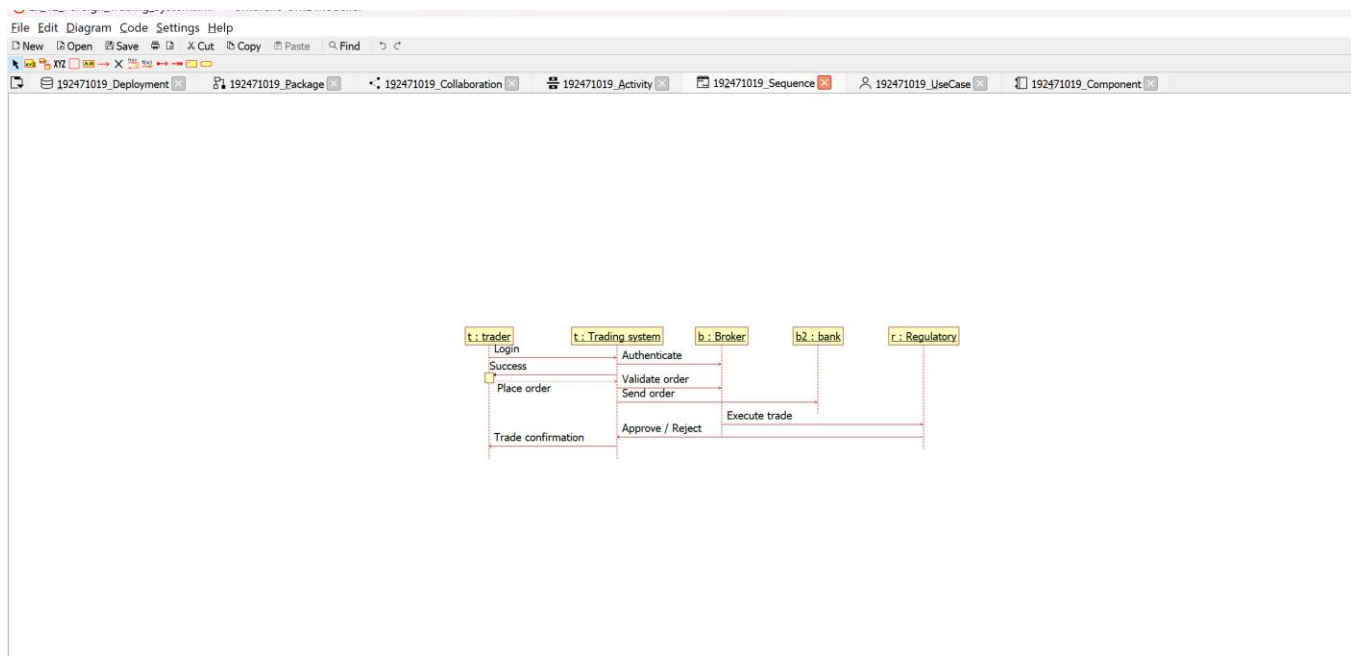 File Edit Diagram Code Settings Help
New Open Save Cut Copy Paste Find
XYZ
192471019_Deployment 192471019_Package 192471019_Collaboration 192471019_Activity 192471019_Sequence 192471019_UseCase 192471019_Component
t : trader t : Trading system b : Broker b2 : bank r : Regulatory
Login
Authenticate
Success
Validate order
Place order
Send order
Execute trade
Approve / Reject
Trade confirmation